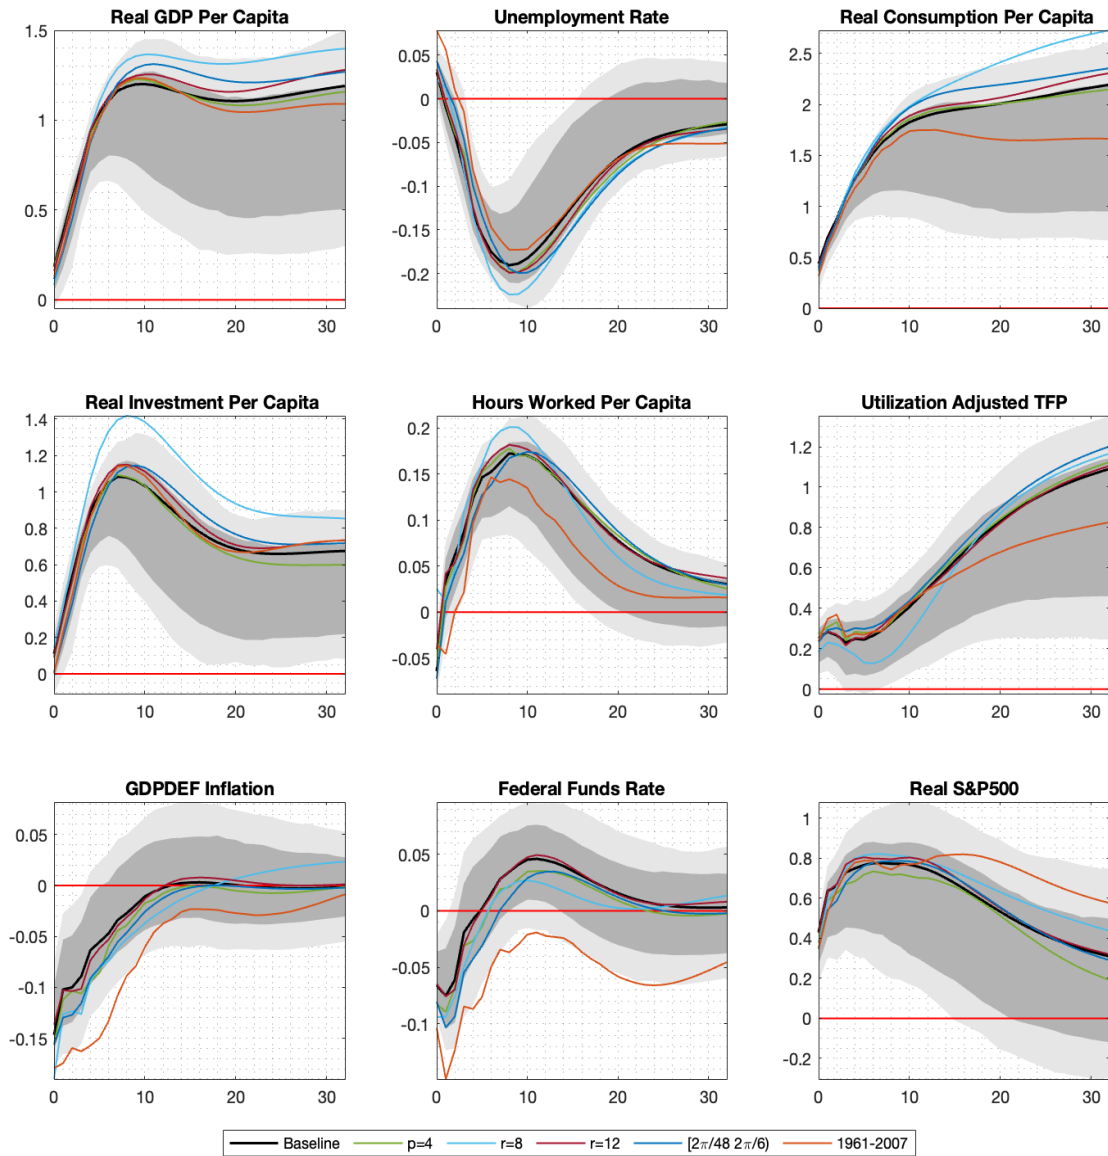 Real GDP Per Capita
1.5
1
0.5
0
0 10 20 30
Unemployment Rate
0.05
0
-0.05
-0.1
-0.15
-0.2
0 10 20 30
Real Consumption Per Capita
2.5
2
1.5
1
0.5
0
0 10 20 30
Real Investment Per Capita
1.4
1.2
1
0.8
0.6
0.4
0.2
0
0 10 20 30
Hours Worked Per Capita
0.2
0.15
0.1
0.05
0
-0.05
0 10 20 30
Utilization Adjusted TFP
1.2
1
0.8
0.6
0.4
0.2
0
0 10 20 30
GDPDEF Inflation
0.05
0
-0.05
-0.1
-0.15
0 10 20 30
Federal Funds Rate
0.05
0
-0.05
-0.1
0 10 20 30
Real S&P500
1
0.8
0.6
0.4
0.2
0
-0.2
0 10 20 30
Baseline p=4 r=8 r=12 [2π/48 2π/6) 1961-2007